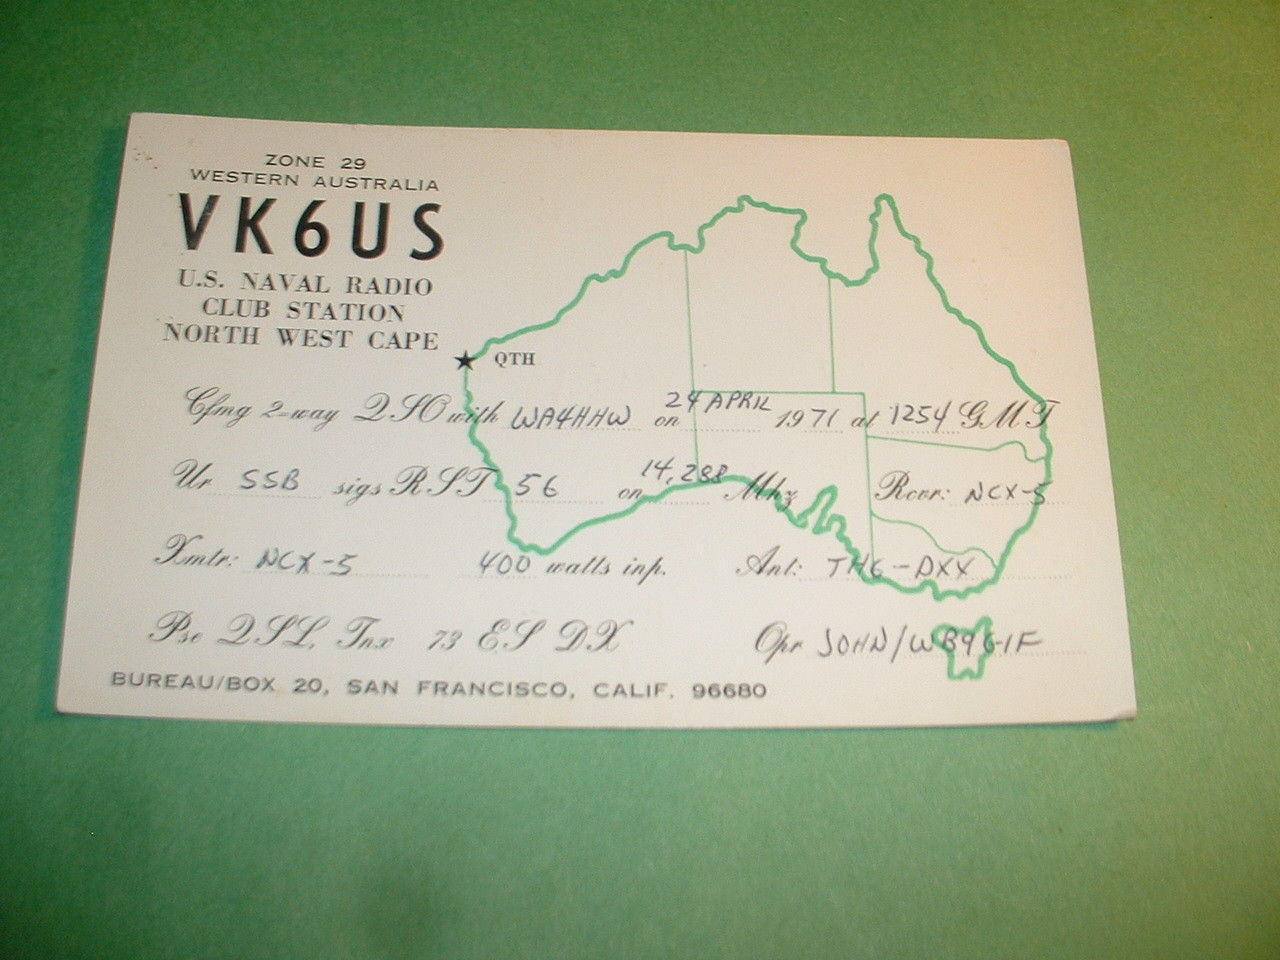 ZONE 29
WESTERN AUSTRALIA
VK6US
U.S. NAVAL RADIO
CLUB STATION
NORTH WEST CAPE
QTH
Cfmg 2-way QSO with WA4HHW on 24 APRIL 1971 at 1254 GMT
Ur SSB sigs RST 56 on 14,288 Mhz Rcvr: NCX-5
Xmtr: NCX-5 400 watts inp. Ant: TH6-DXX
Pse QSL, Tnx 73 ES DX Opr JOHN/WB9GIF
BUREAU/BOX 20, SAN FRANCISCO, CALIF. 96680